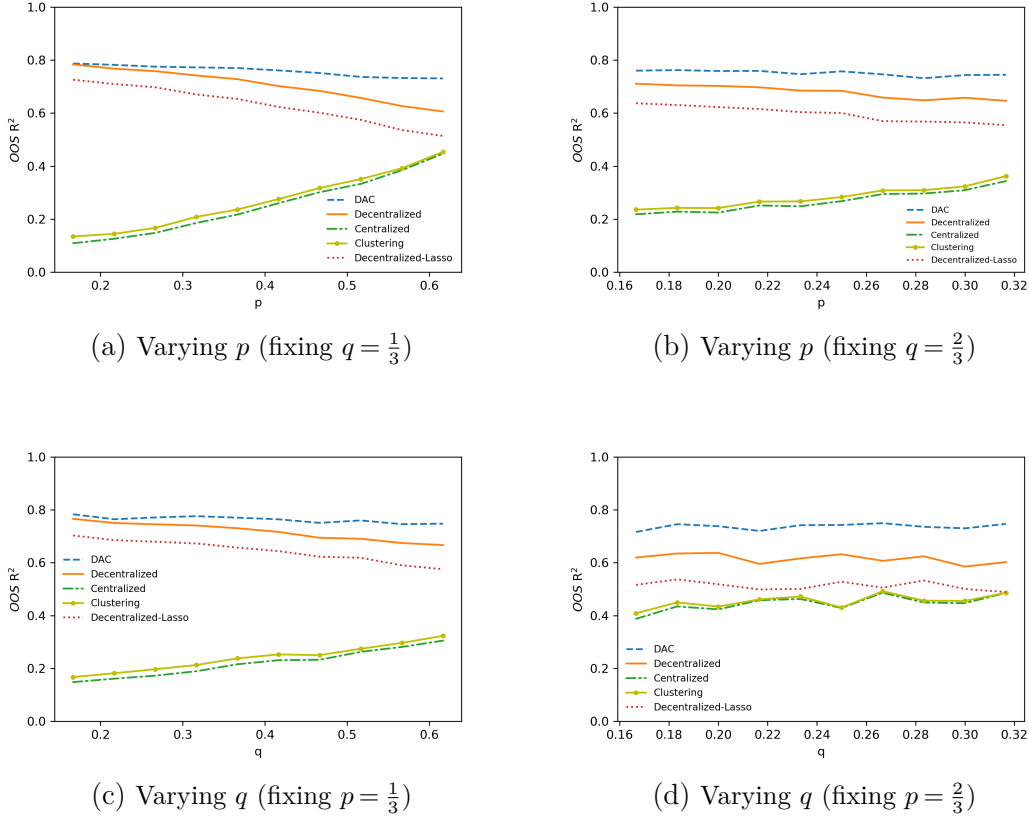 1.0
0.8
0.6
0.4
0.2
0.0
OOS R²
DAC
Decentralized
Centralized
Clustering
Decentralized-Lasso
0.2 0.3 0.4 0.5 0.6
p
(a) Varying p (fixing q = 1/3)
1.0
0.8
0.6
0.4
0.2
0.0
OOS R²
DAC
Decentralized
Centralized
Clustering
Decentralized-Lasso
0.16 0.18 0.20 0.22 0.24 0.26 0.28 0.30 0.32
p
(b) Varying p (fixing q = 2/3)
1.0
0.8
0.6
0.4
0.2
0.0
OOS R²
DAC
Decentralized
Centralized
Clustering
Decentralized-Lasso
0.2 0.3 0.4 0.5 0.6
q
(c) Varying q (fixing p = 1/3)
1.0
0.8
0.6
0.4
0.2
0.0
OOS R²
DAC
Decentralized
Centralized
Clustering
Decentralized-Lasso
0.16 0.18 0.20 0.22 0.24 0.26 0.28 0.30 0.32
q
(d) Varying q (fixing p = 2/3)